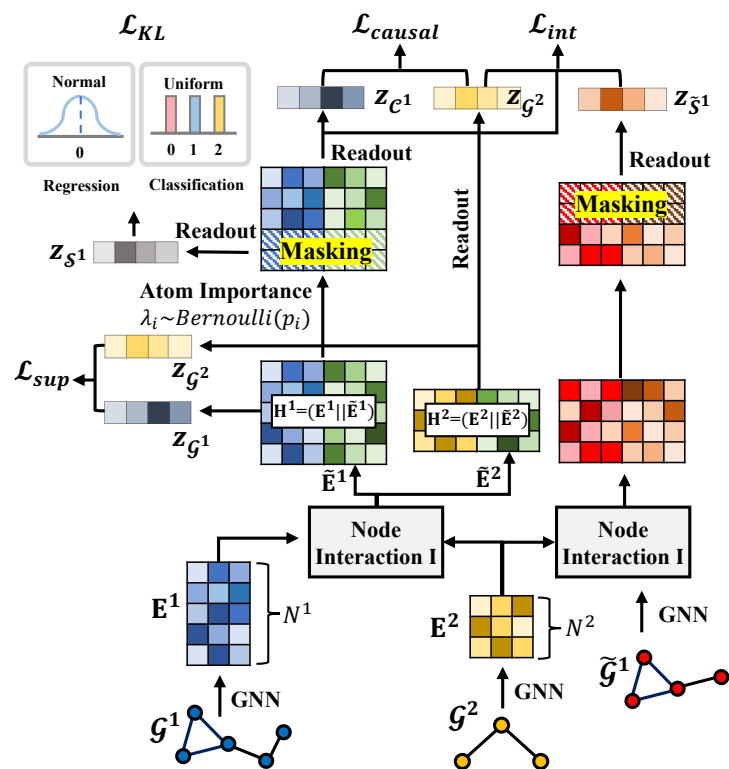 𝓛_KL
𝓛_causal
𝓛_int
Normal
0
Uniform
0 1 2
Regression
Classification
z_𝒞¹
z_𝒢²
z_𝒮̃¹
Readout
Readout
Readout
Readout
Masking
Masking
z_𝒮¹
Atom Importance
λᵢ~Bernoulli(pᵢ)
𝓛_sup
z_𝒢²
z_𝒢¹
H¹=(E¹||Ẽ¹)
H²=(E²||Ẽ²)
Ẽ¹
Ẽ²
Node
Interaction I
Node
Interaction I
E¹
N¹
E²
N²
GNN
GNN
GNN
𝒢¹
𝒢²
𝒢̃¹